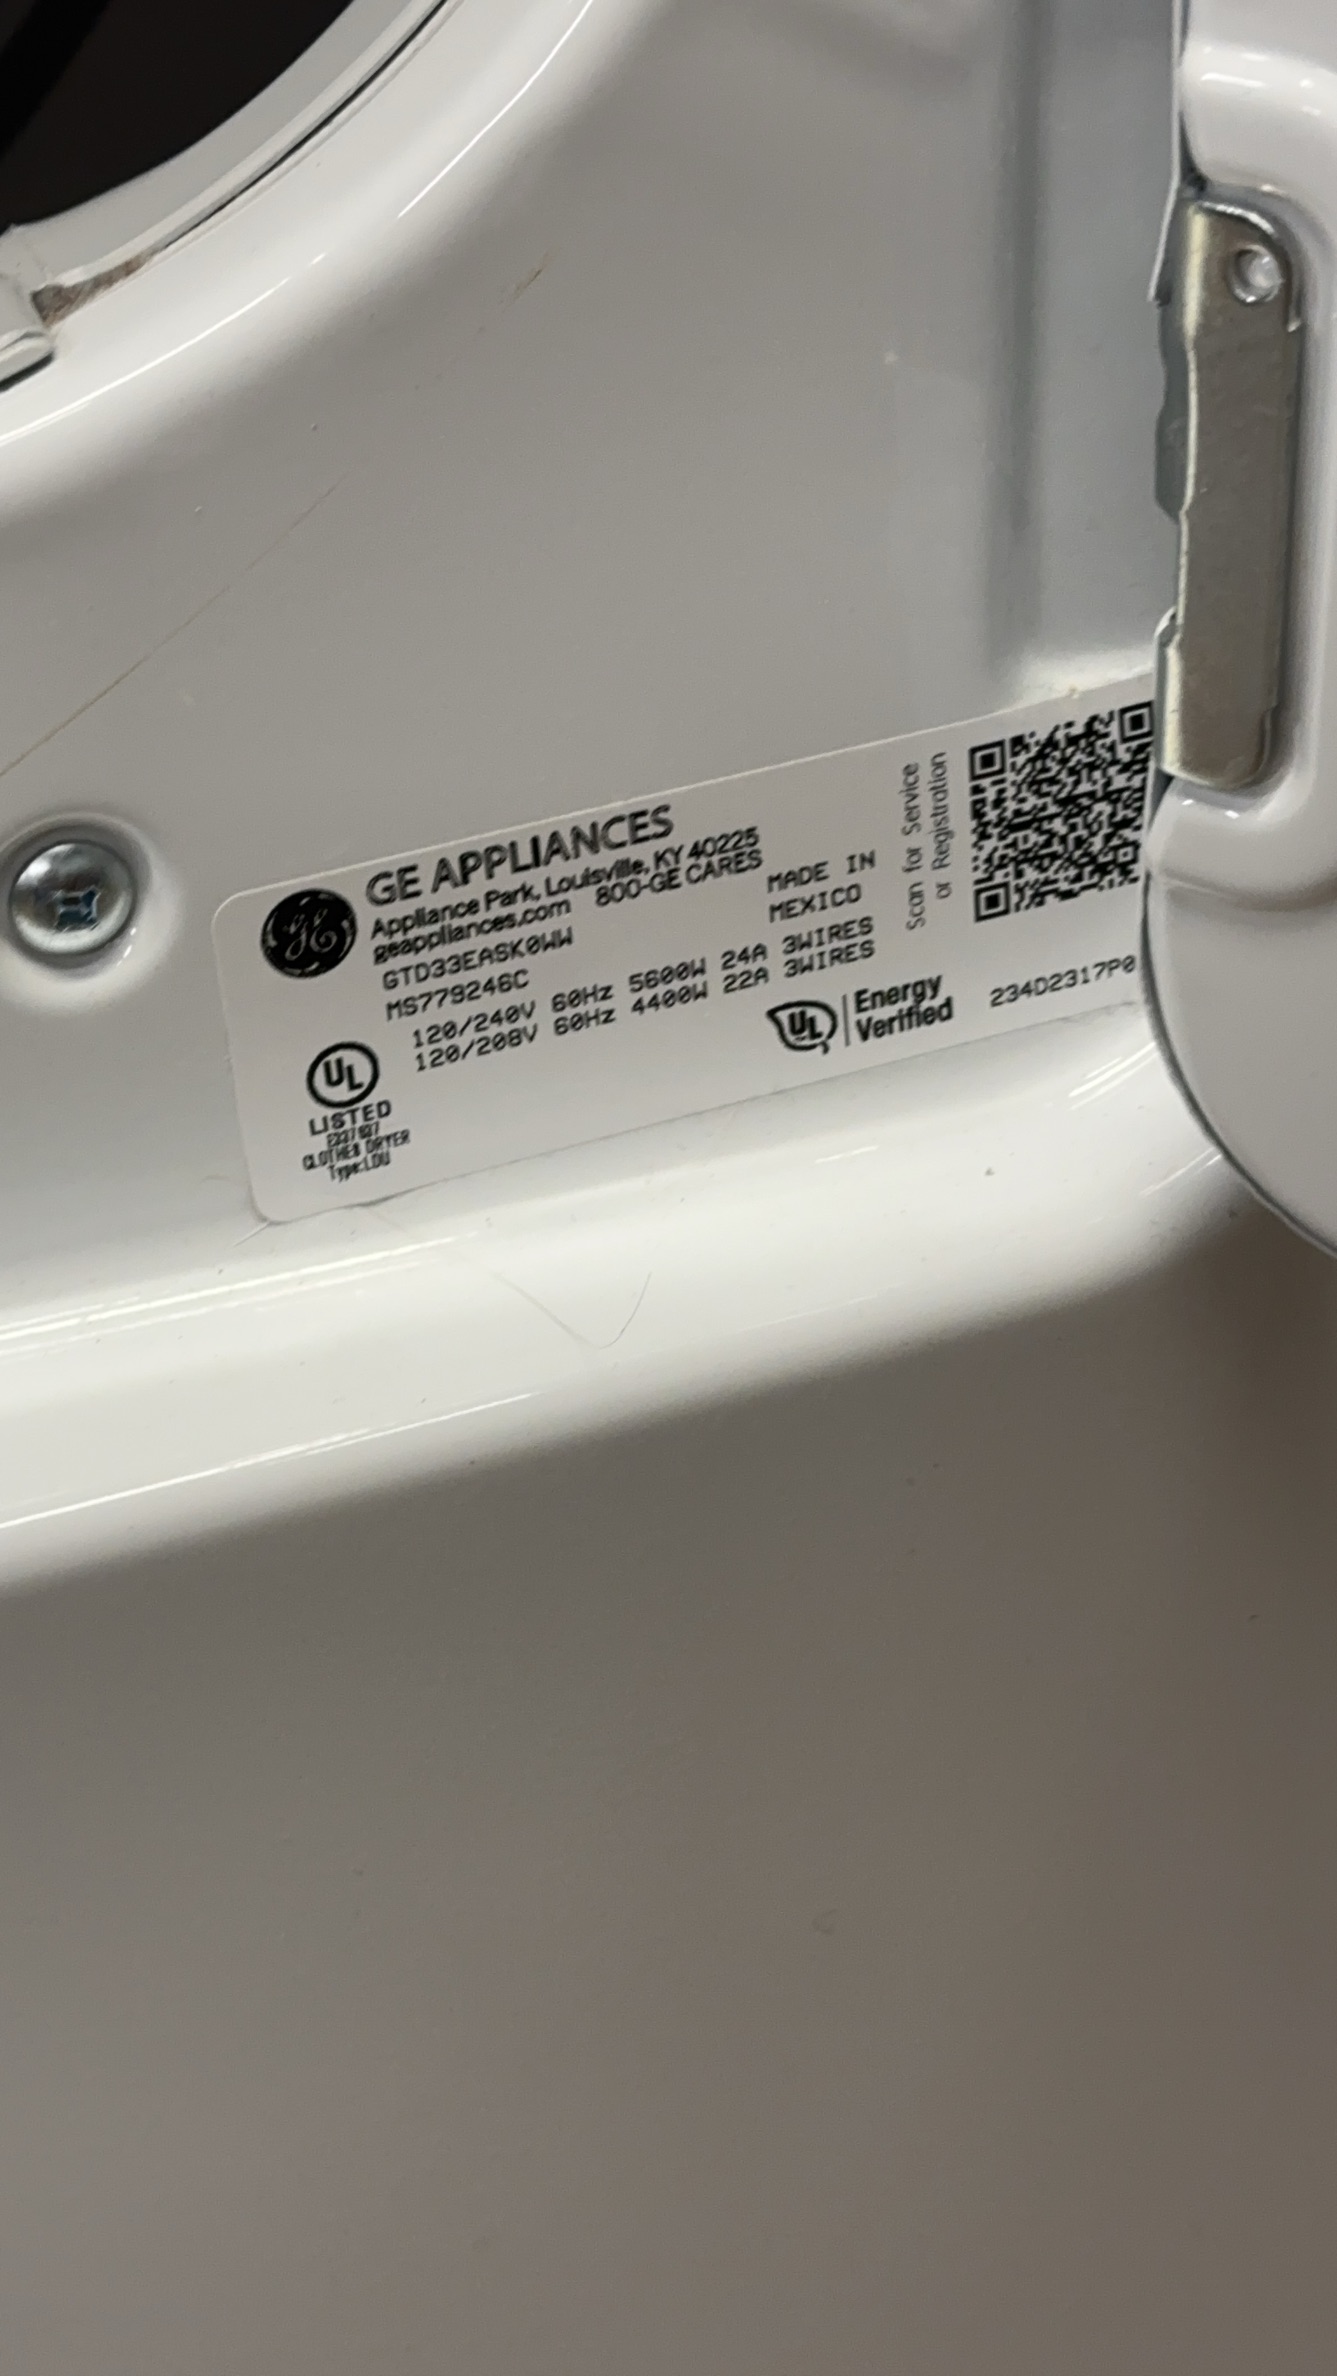 GE APPLIANCES
Appliance Park, Louisville, KY 40225
geappliances.com 800-GE CARES
GTD33EASK0WW
MS779246C
MADE IN
MEXICO
120/240V 60Hz 5600W 24A 3WIRES
120/208V 60Hz 4400W 22A 3WIRES
UL
LISTED
CLOTHES DRYER
Type:LDU
UL Energy
Verified
Scan for Service
or Registration
234D2317P0